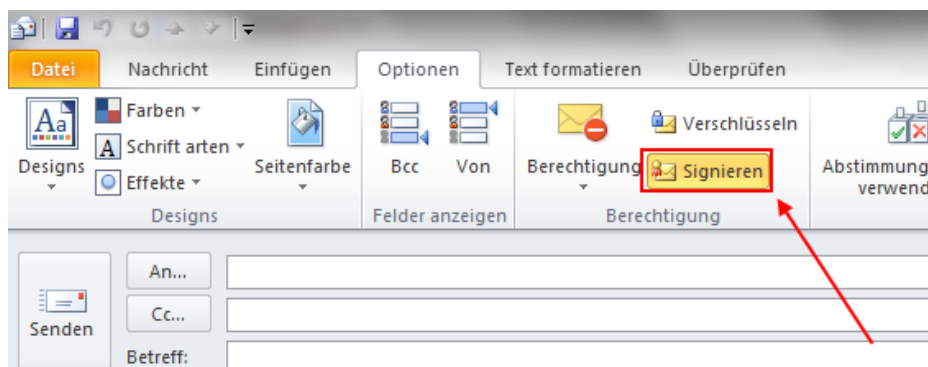 Datei Nachricht Einfügen Optionen Text formatieren Überprüfen
Aa Farben
A Schrift arten
Effekte
Designs
Seitenfarbe
Designs
Bcc Von
Felder anzeigen
Berechtigung
Verschlüsseln
Signieren
Berechtigung
Abstimmung
verwend
Senden
An...
Cc...
Betreff: